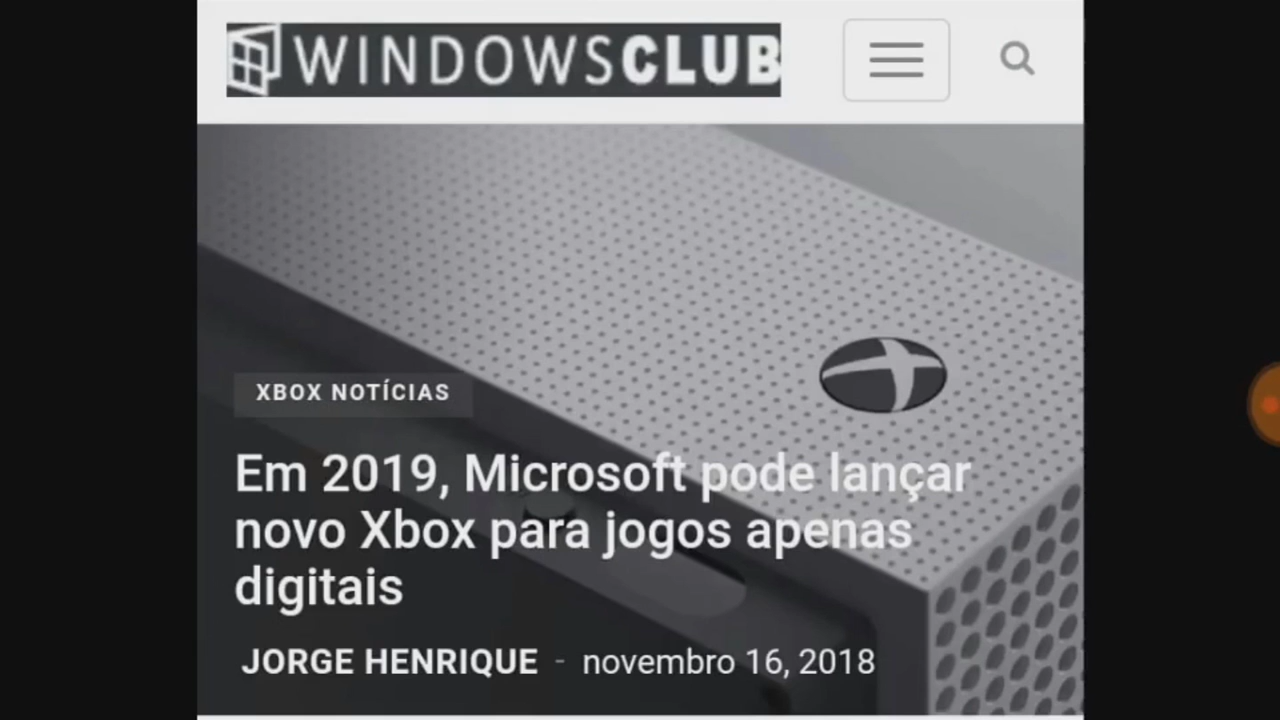 WINDOWSCLUB
XBOX NOTÍCIAS
Em 2019, Microsoft pode lançar
novo Xbox para jogos apenas
digitais
JORGE HENRIQUE - novembro 16, 2018